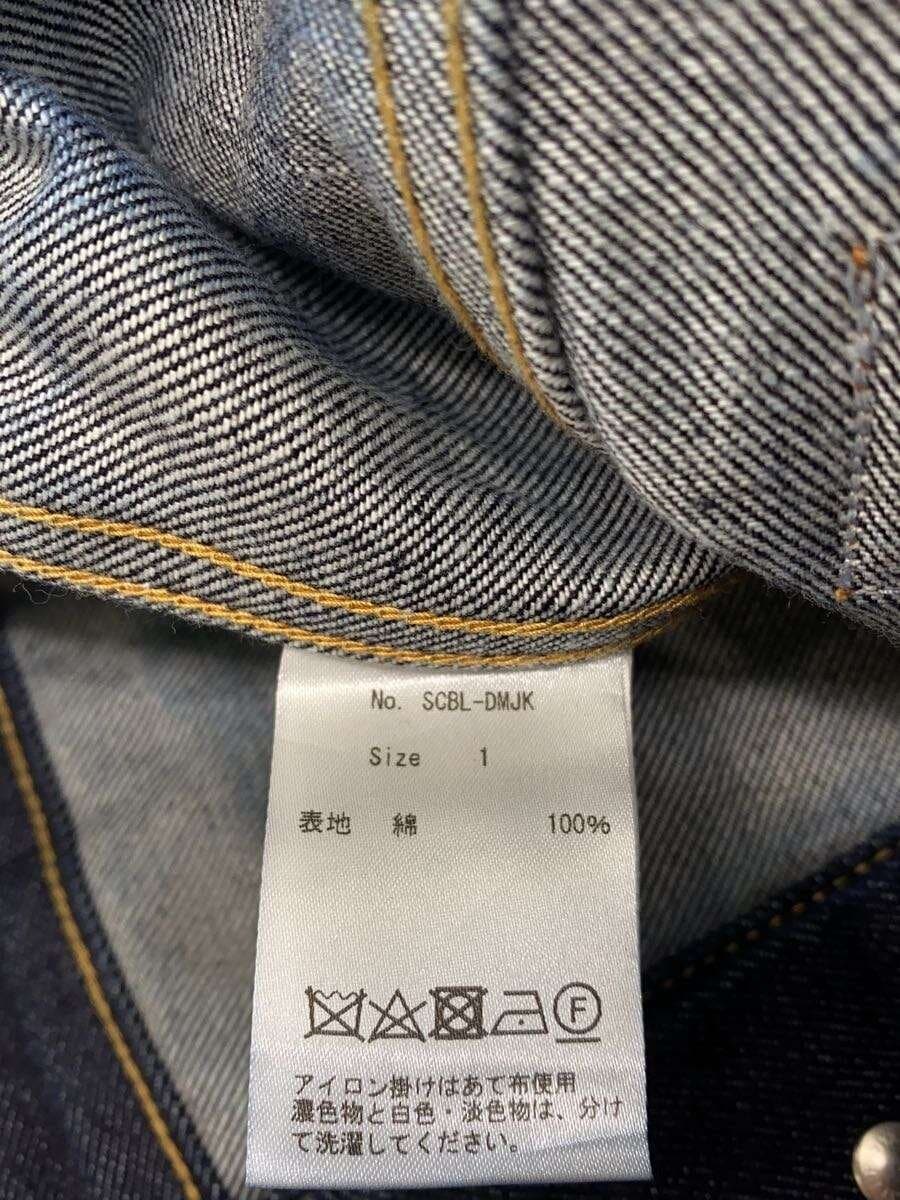 No. SCBL-DMJK
Size 1
表地 綿 100%
F
アイロン掛けはあて布使用
濃色物と白色・淡色物は、分け
て洗濯してください。